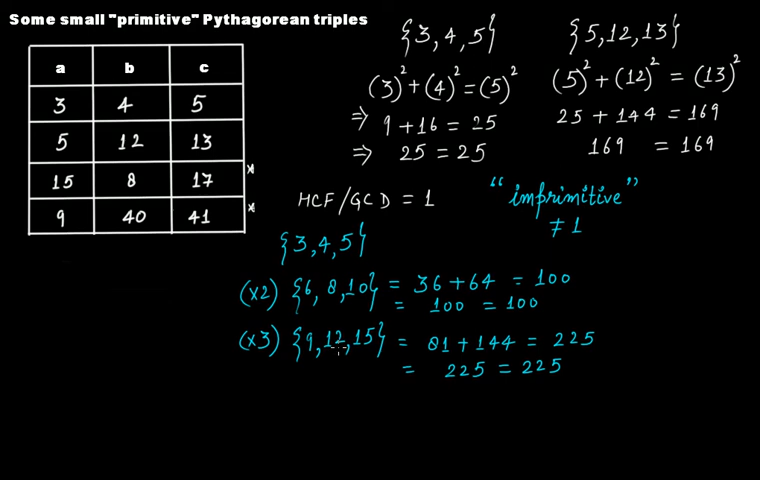 Some small "primitive" Pythagorean triples
a b c
3 4 5
5 12 13
15 8 17 *
9 40 41 *
{3,4,5}
(3)² + (4)² = (5)²
⇒ 9 + 16 = 25
⇒ 25 = 25
{5,12,13}
(5)² + (12)² = (13)²
25 + 144 = 169
169 = 169
HCF/GCD = 1
"imprimitive"
≠ 1
{3,4,5}
(x2) {6, 8, 10} = 36 + 64 = 100
= 100 = 100
(x3) {9, 12, 15} = 81 + 144 = 225
= 225 = 225